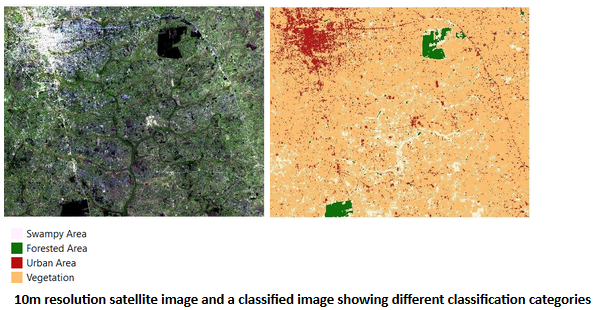 Swampy Area
Forested Area
Urban Area
Vegetation
10m resolution satellite image and a classified image showing different classification categories